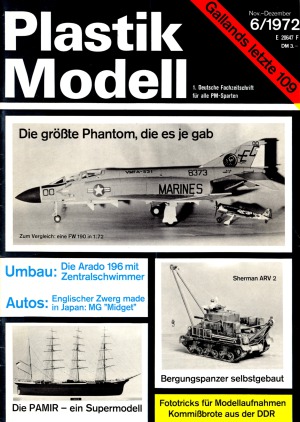 Plastik
Modell
Gallands letzte 109
Nov.-Dezember
6/1972
E 20647 F
DM 3.–
1. Deutsche Fachzeitschrift
für alle PM-Sparten
Die größte Phantom, die es je gab
VMFA-531
8373
MARINES
Zum Vergleich: eine FW 190 in 1:72
Umbau: Die Arado 196 mit
Zentralschwimmer
Autos: Englischer Zwerg made
in Japan: MG "Midget"
Sherman ARV 2
Bergungspanzer selbstgebaut
Die PAMIR – ein Supermodell
Fototricks für Modellaufnahmen
Kommißbrote aus der DDR